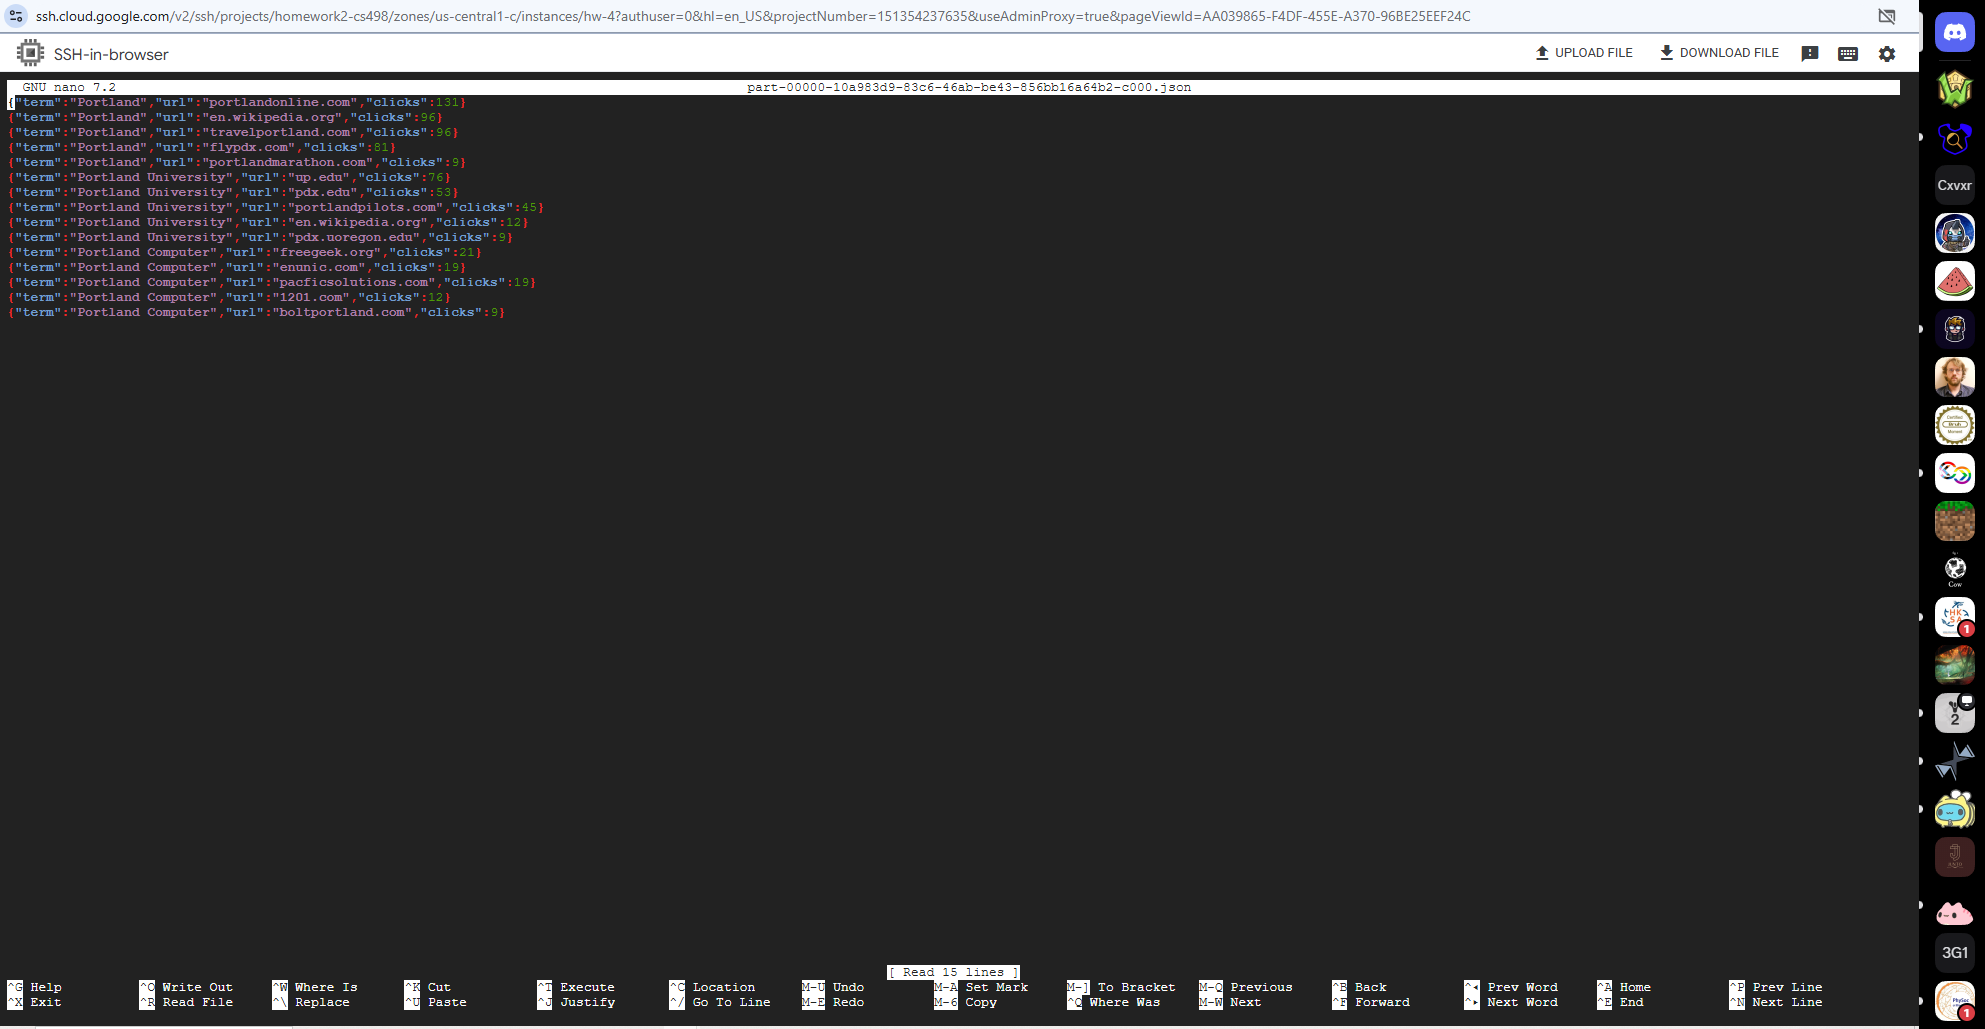 ssh.cloud.google.com/v2/ssh/projects/homework2-cs498/zones/us-central1-c/instances/hw-4?authuser=0&hl=en_US&projectNumber=151354237635&useAdminProxy=true&pageViewId=AA039865-F4DF-455E-A370-96BE25EEF24C
SSH-in-browser UPLOAD FILE DOWNLOAD FILE
GNU nano 7.2 part-00000-10a983d9-83c6-46ab-be43-856bb16a64b2-c000.json
{"term":"Portland","url":"portlandonline.com","clicks":131}
{"term":"Portland","url":"en.wikipedia.org","clicks":96}
{"term":"Portland","url":"travelportland.com","clicks":96}
{"term":"Portland","url":"flypdx.com","clicks":81}
{"term":"Portland","url":"portlandmarathon.com","clicks":9}
{"term":"Portland University","url":"up.edu","clicks":76}
{"term":"Portland University","url":"pdx.edu","clicks":53}
{"term":"Portland University","url":"portlandpilots.com","clicks":45}
{"term":"Portland University","url":"en.wikipedia.org","clicks":12}
{"term":"Portland University","url":"pdx.uoregon.edu","clicks":9}
{"term":"Portland Computer","url":"freegeek.org","clicks":21}
{"term":"Portland Computer","url":"enunic.com","clicks":19}
{"term":"Portland Computer","url":"pacficsolutions.com","clicks":19}
{"term":"Portland Computer","url":"1201.com","clicks":12}
{"term":"Portland Computer","url":"boltportland.com","clicks":9}
[ Read 15 lines ]
^G Help ^O Write Out ^W Where Is ^K Cut ^T Execute ^C Location M-U Undo M-A Set Mark M-] To Bracket M-Q Previous ^B Back ^◂ Prev Word ^A Home ^P Prev Line
^X Exit ^R Read File ^\ Replace ^U Paste ^J Justify ^/ Go To Line M-E Redo M-6 Copy ^Q Where Was M-W Next ^F Forward ^▸ Next Word ^E End ^N Next Line
Cxvxr
Certified
Bruh
Moment
Cow
HK
SA
1
2
J
3G1
1